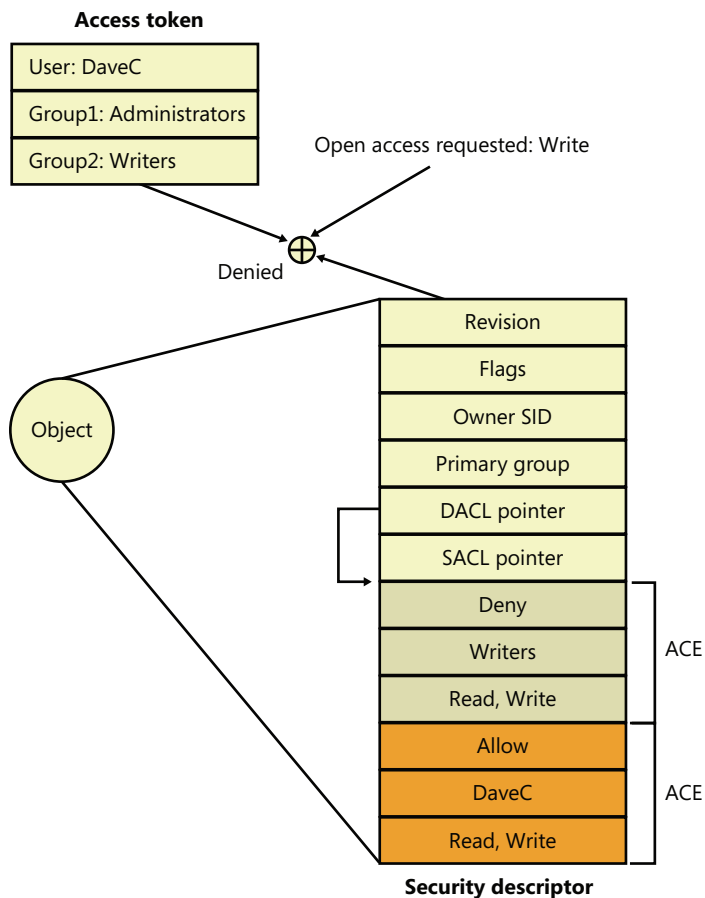 Access token
User: DaveC
Group1: Administrators
Group2: Writers
Open access requested: Write
Denied
Object
Revision
Flags
Owner SID
Primary group
DACL pointer
SACL pointer
Deny
Writers
Read, Write
ACE
Allow
DaveC
Read, Write
ACE
Security descriptor